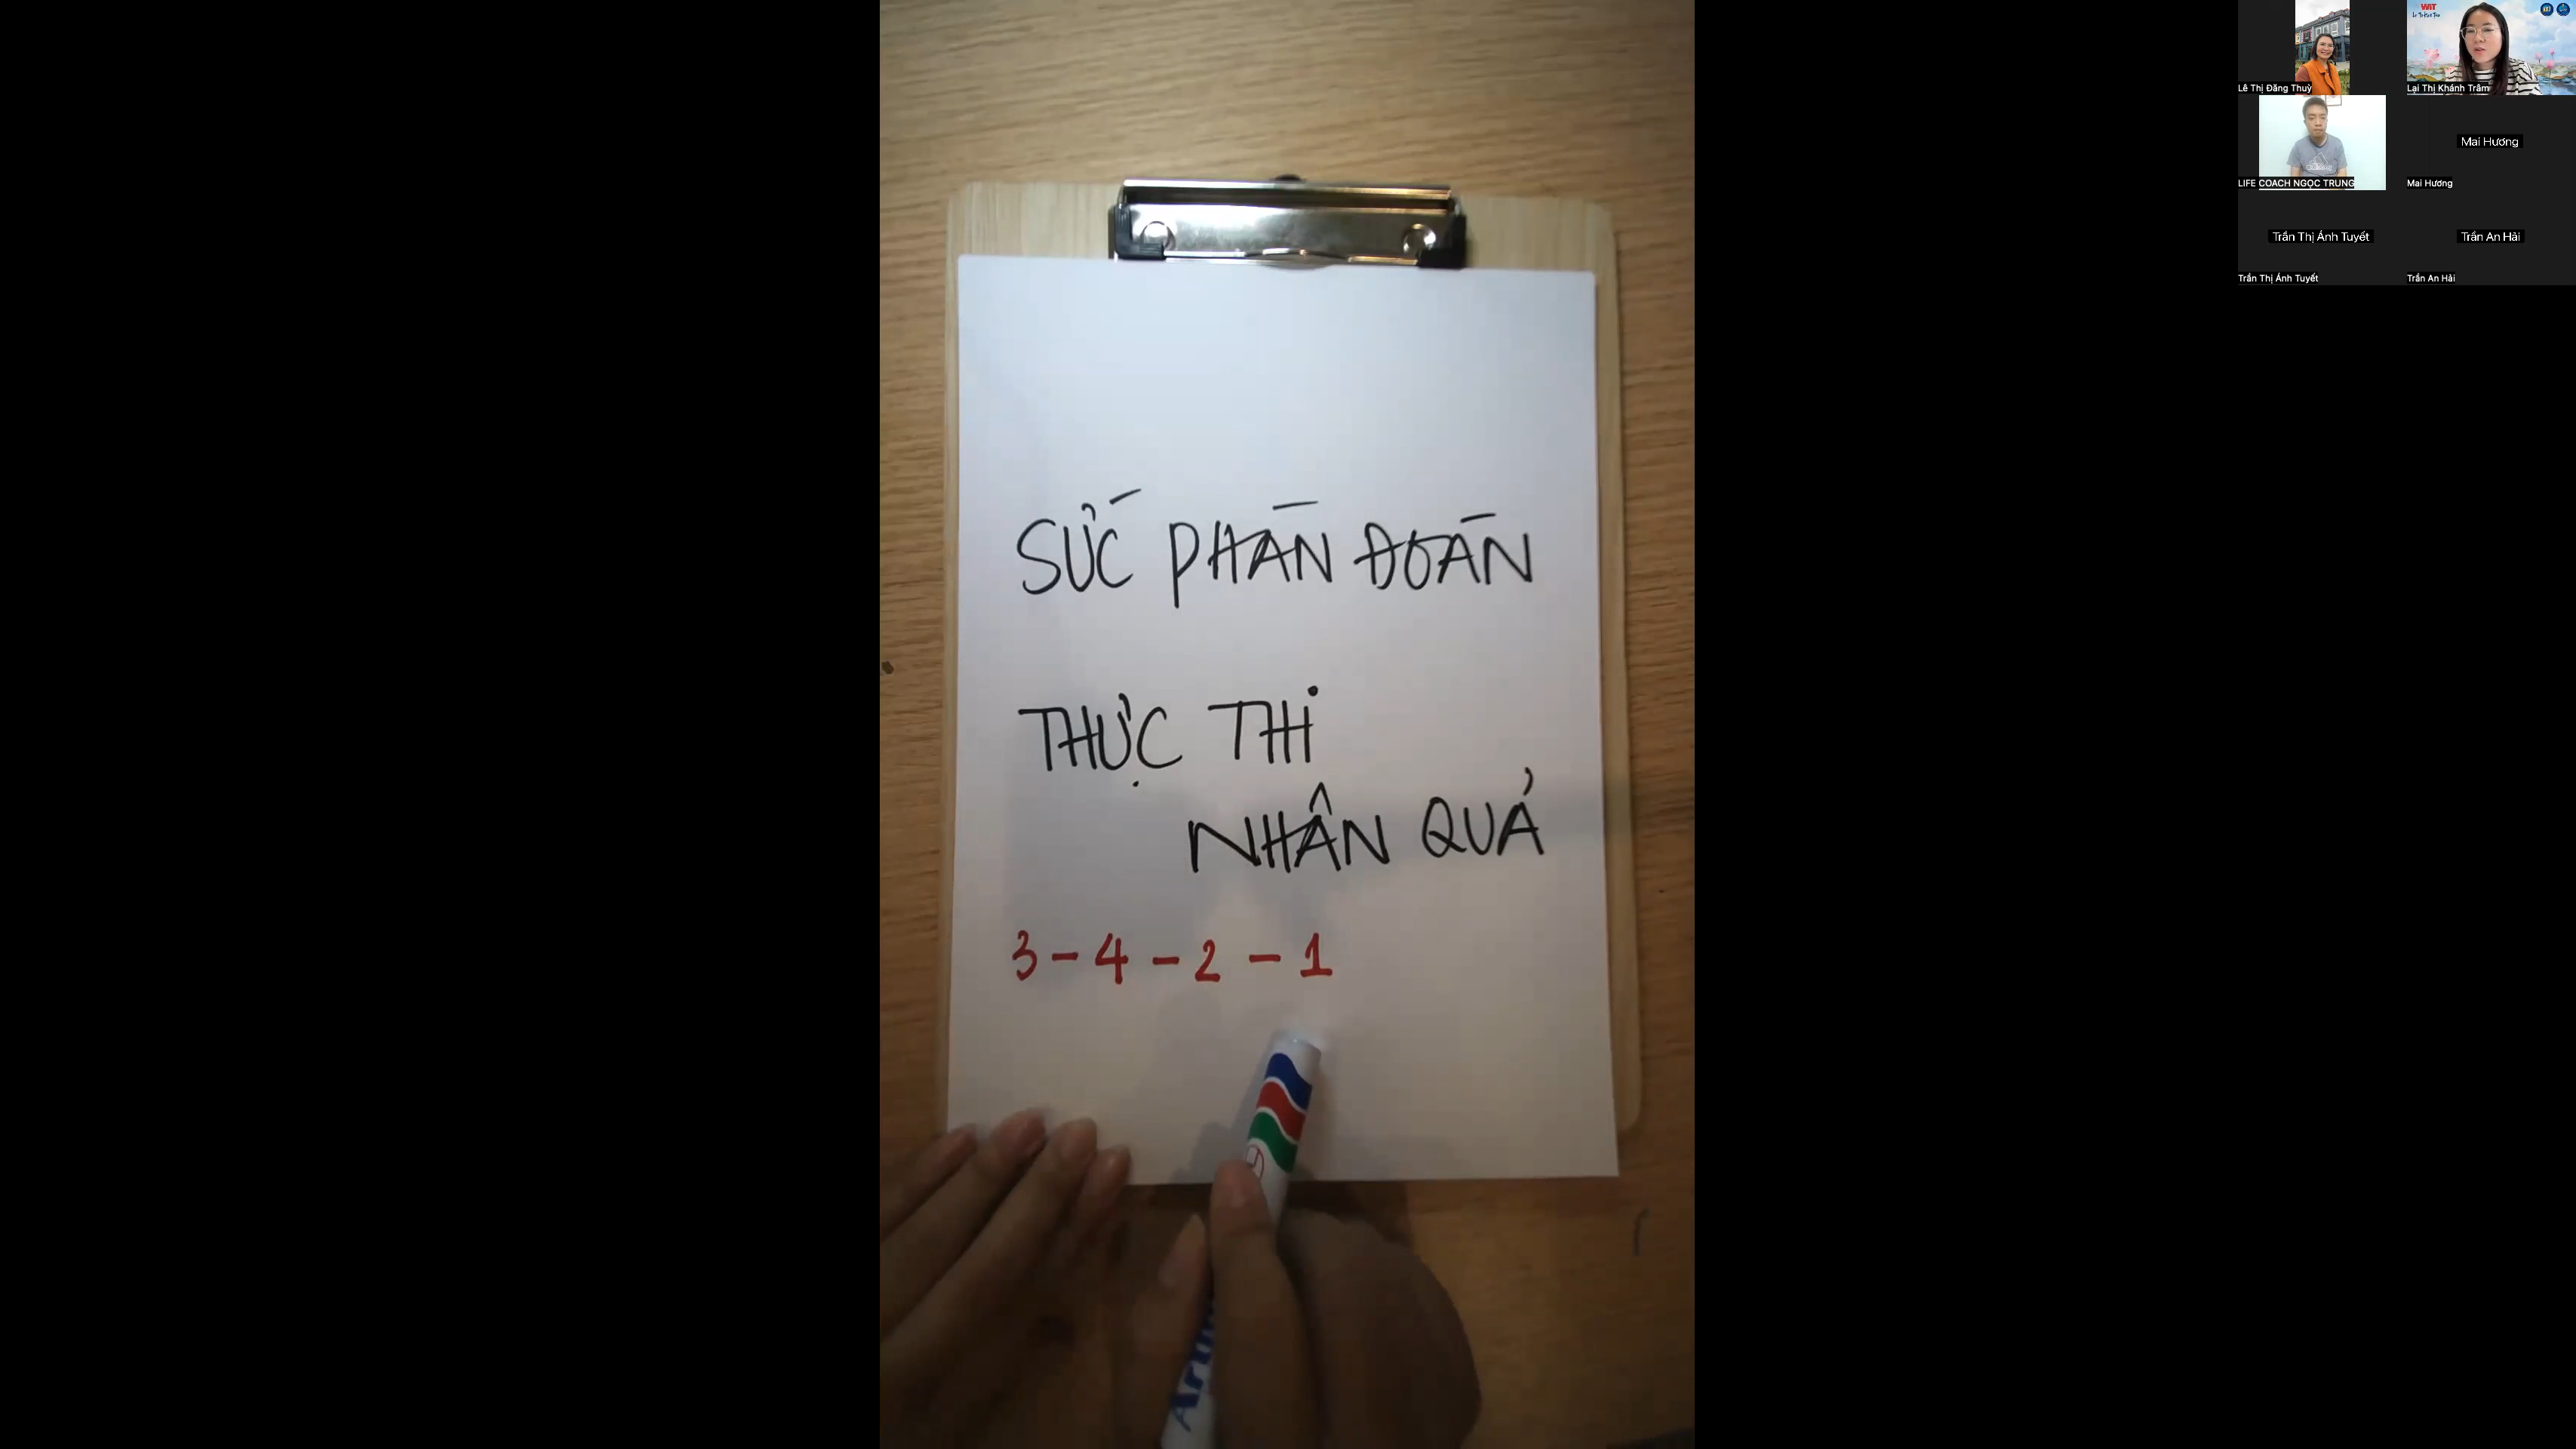 SỨC PHÁN ĐOÁN
THỰC THI
NHÂN QUẢ
3 - 4 - 2 - 1
WiT
Lê Thị Đăng Thuỳ
Lại Thị Khánh Trâm
LIFE COACH NGỌC TRUNG
Mai Hương
Mai Hương
Trần Thị Ánh Tuyết
Trần An Hải
Trần Thị Ánh Tuyết
Trần An Hải